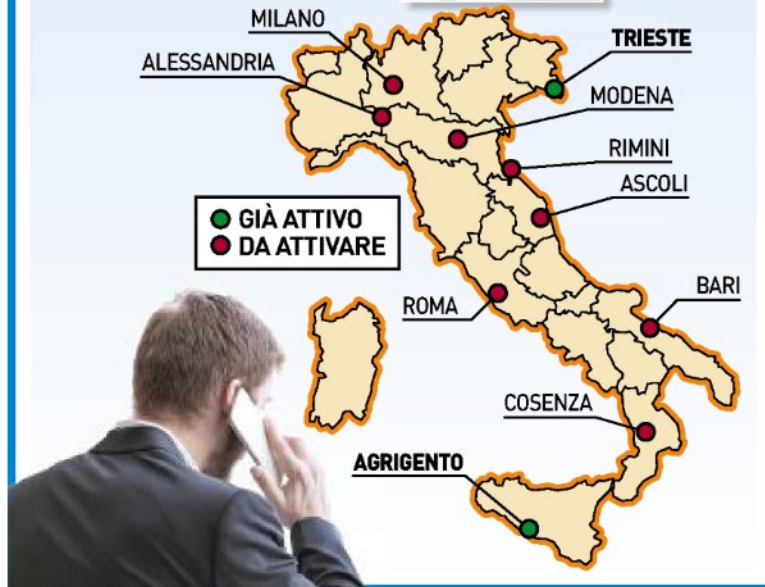 MILANO
TRIESTE
ALESSANDRIA
MODENA
RIMINI
ASCOLI
GIÀ ATTIVO
DA ATTIVARE
BARI
ROMA
COSENZA
AGRIGENTO